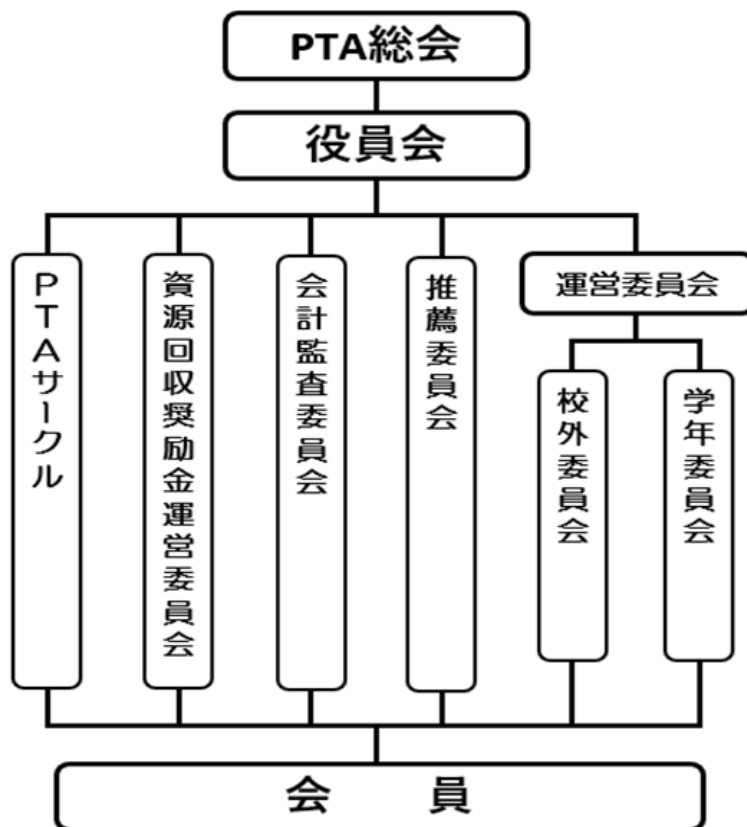 PTA総会
役員会
PTAサークル
資源回収奨励金運営委員会
会計監査委員会
推薦委員会
運営委員会
校外委員会
学年委員会
会　員